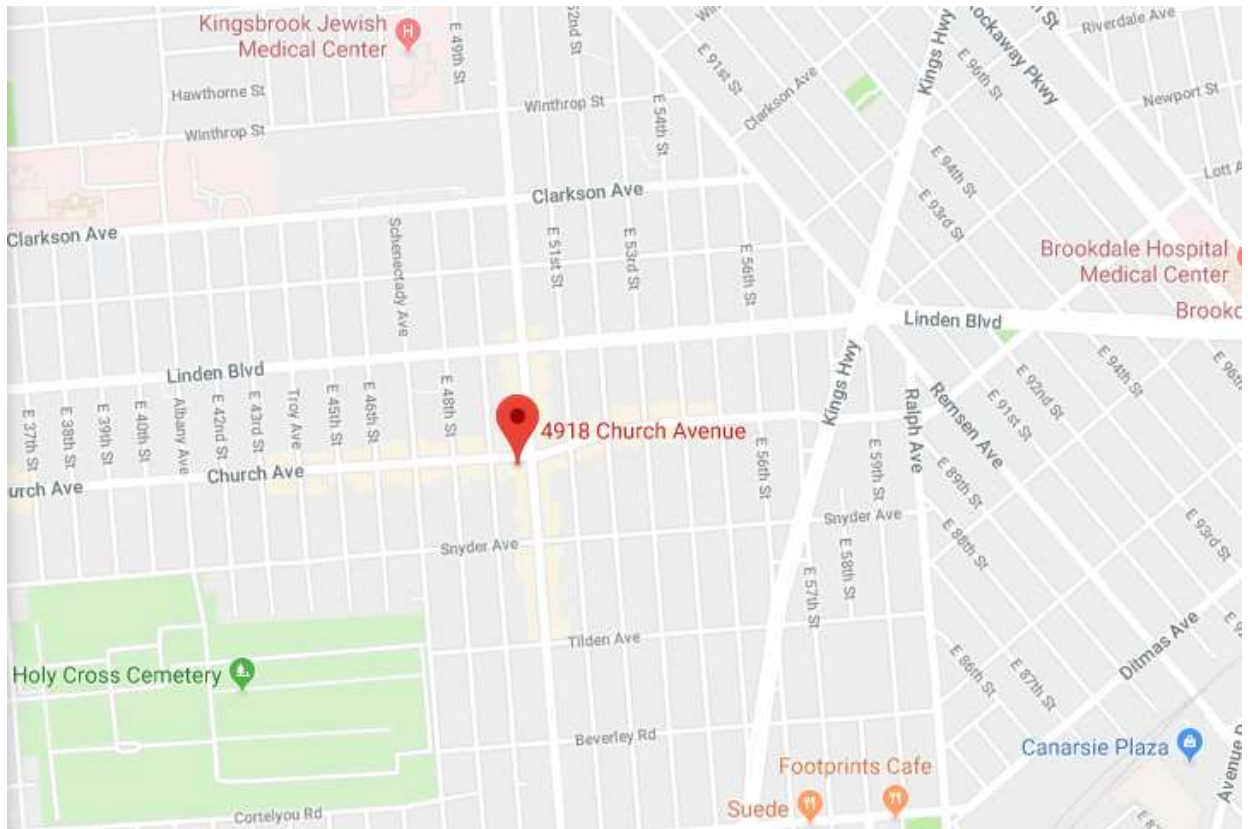 Kingsbrook Jewish
Medical Center
H
E 49th St
52nd St
E 91st St
Clarkson Ave
Kings Hwy
E 96th St
Rockaway Pkwy
Riverdale Ave
Newport St
Hawthorne St
Winthrop St
Winthrop St
E 54th St
E 94th St
E 93rd St
Lott A
Clarkson Ave
Clarkson Ave
Schenectady Ave
E 51st St
E 53rd St
E 56th St
Brookdale Hospital
Medical Center
Brookd
Linden Blvd
Linden Blvd
E 37th St
E 38th St
E 39th St
E 40th St
Albany Ave
E 42nd St
E 43rd St
Troy Ave
E 45th St
E 46th St
E 48th St
4918 Church Avenue
Kings Hwy
Ralph Ave
Remsen Ave
E 92nd St
E 91st St
E 94th St
E 96th
urch Ave
Church Ave
E 56th St
E 59th St
E 89th St
E 88th St
E 93rd St
Snyder Ave
Snyder Ave
E 58th St
E 57th St
Tilden Ave
Holy Cross Cemetery
E 86th St
E 87th St
Ditmas Ave
Beverley Rd
Canarsie Plaza
Avenue D
Footprints Cafe
Suede
Cortelyou Rd